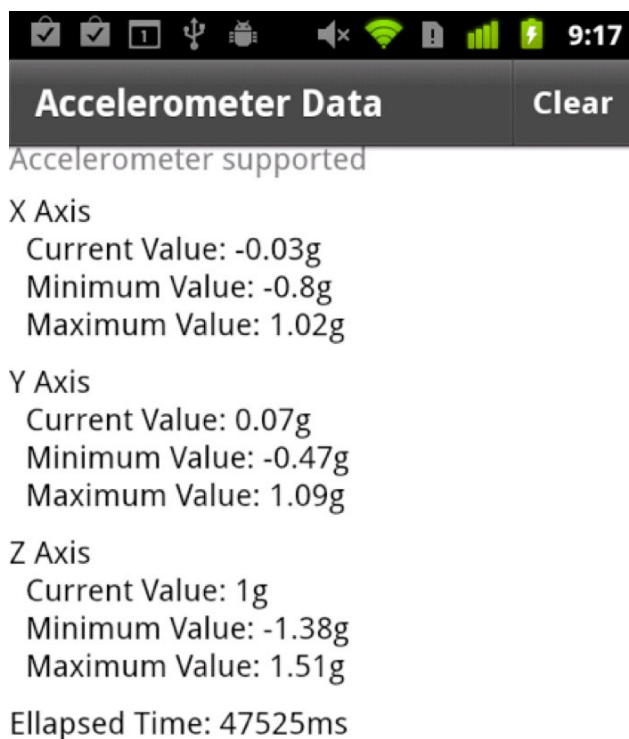 1 9:17
Accelerometer Data Clear
Accelerometer supported
X Axis
Current Value: -0.03g
Minimum Value: -0.8g
Maximum Value: 1.02g
Y Axis
Current Value: 0.07g
Minimum Value: -0.47g
Maximum Value: 1.09g
Z Axis
Current Value: 1g
Minimum Value: -1.38g
Maximum Value: 1.51g
Ellapsed Time: 47525ms